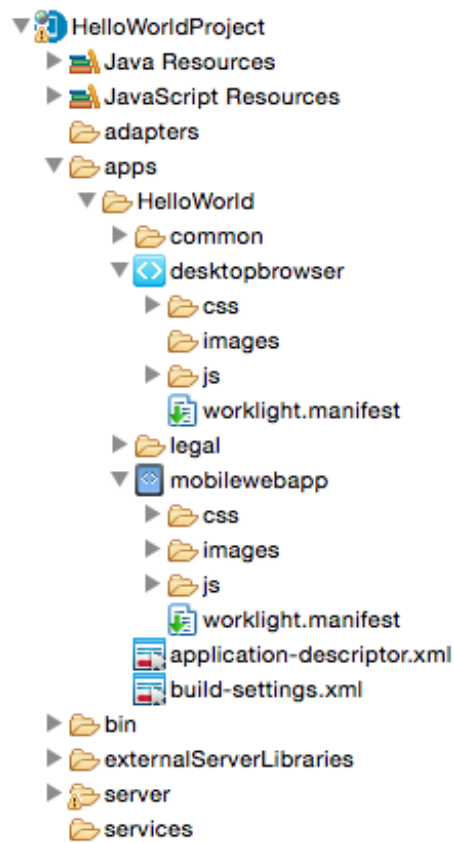 HelloWorldProject
Java Resources
JavaScript Resources
adapters
apps
HelloWorld
common
desktopbrowser
css
images
js
worklight.manifest
legal
mobilewebapp
css
images
js
worklight.manifest
application-descriptor.xml
build-settings.xml
bin
externalServerLibraries
server
services